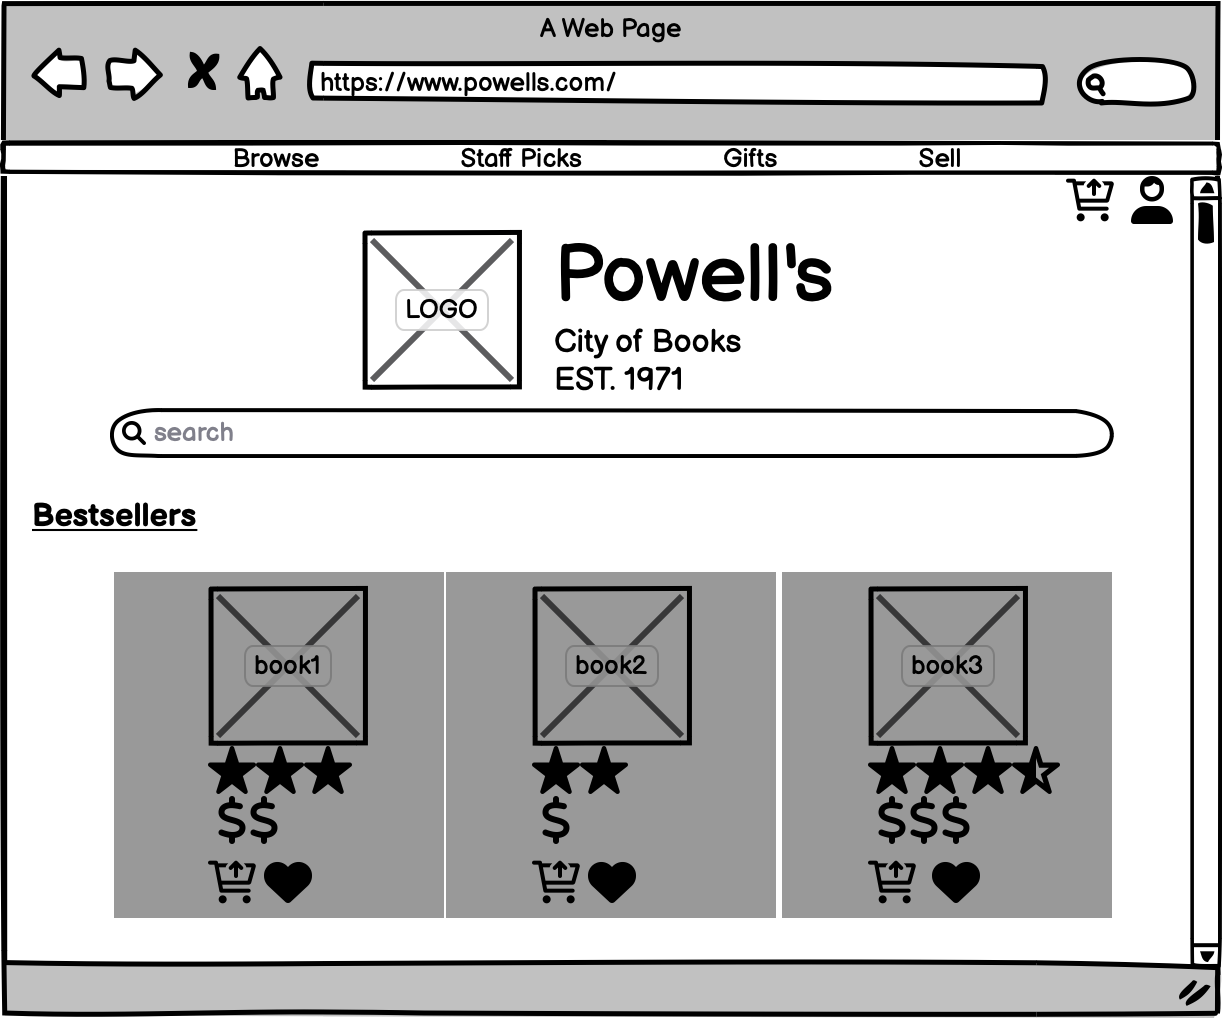 A Web Page
https://www.powells.com/
Browse Staff Picks Gifts Sell
LOGO
Powell's
City of Books
EST. 1971
search
Bestsellers
book1 book2 book3
$$ $ $$$